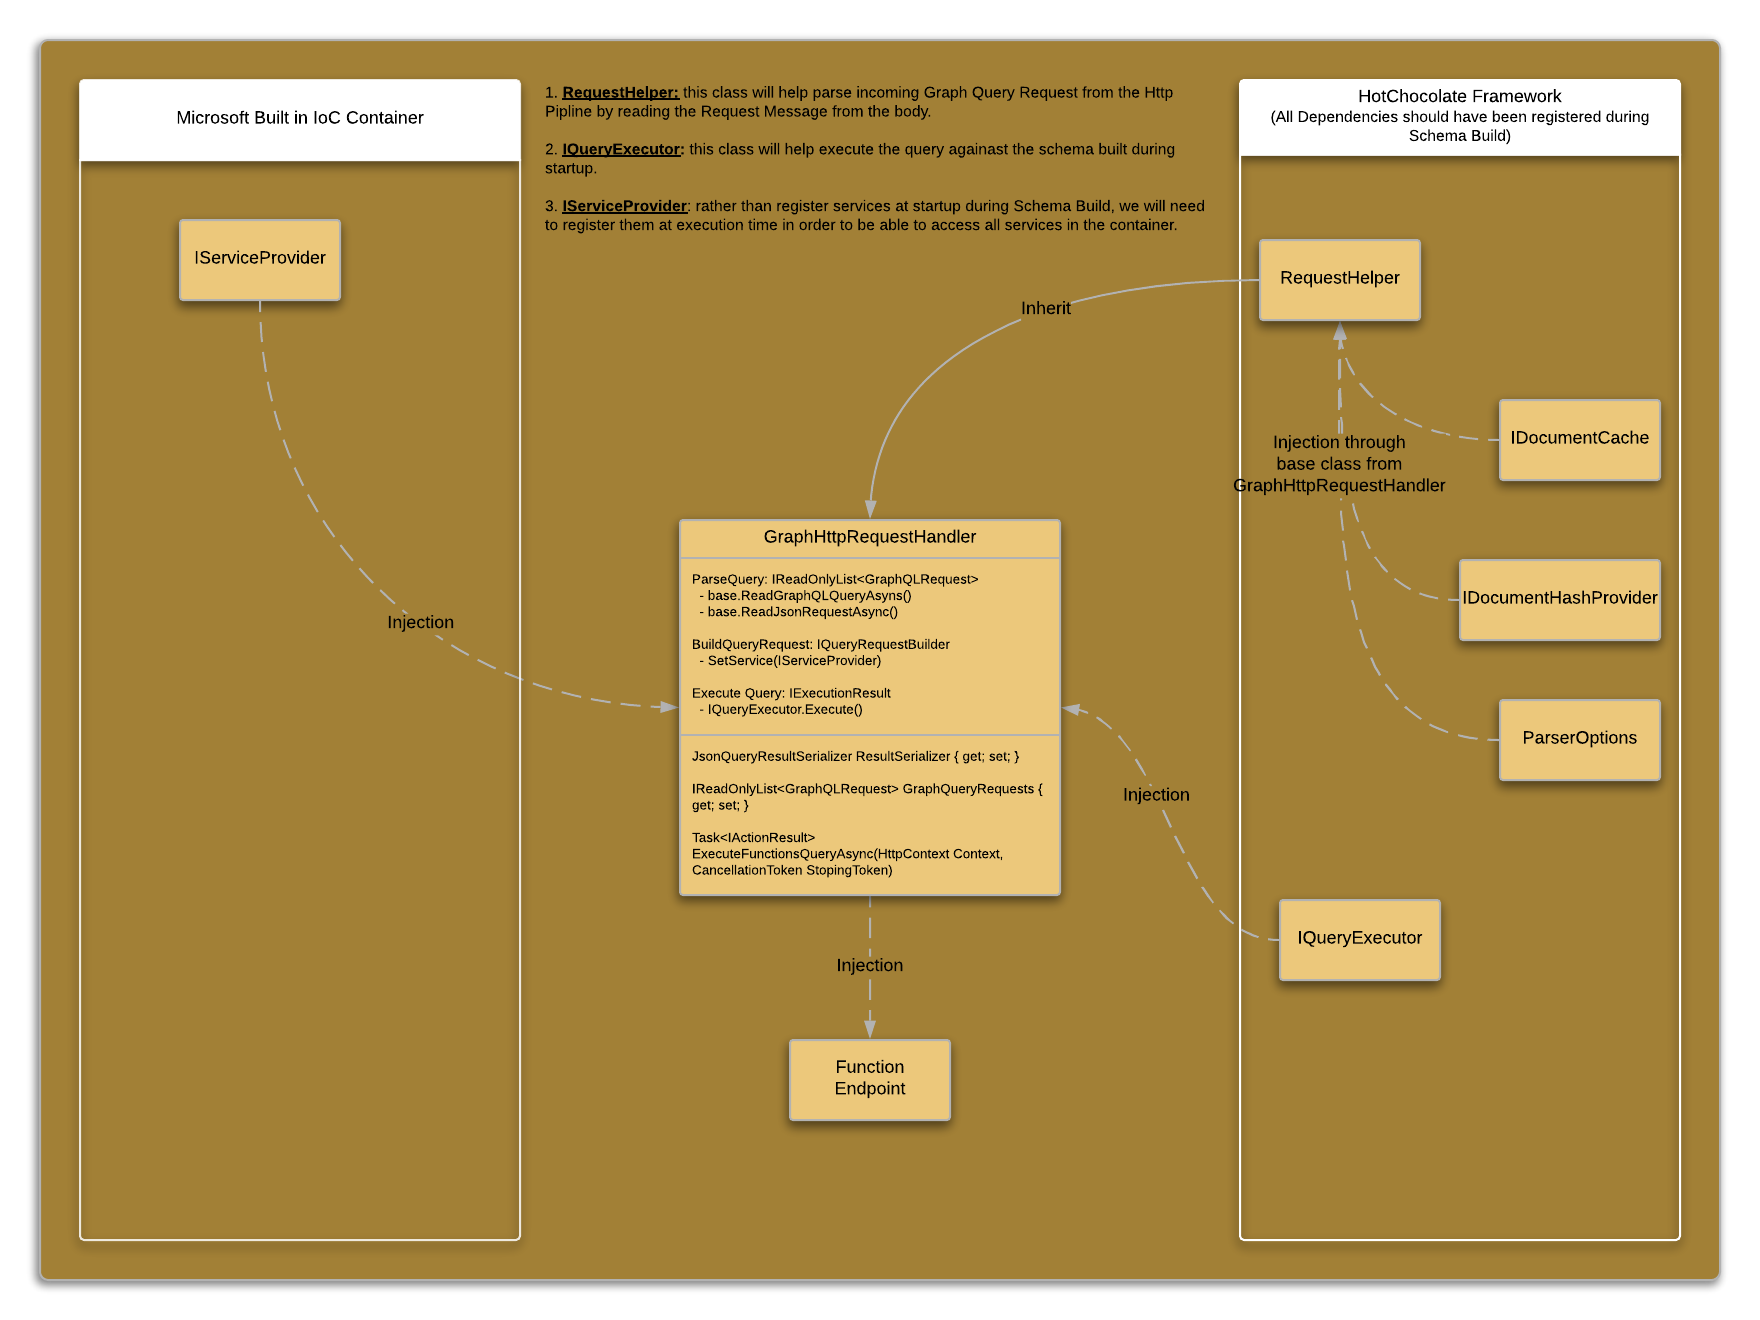 Microsoft Built in IoC Container
IServiceProvider
1. RequestHelper: this class will help parse incoming Graph Query Request from the Http
Pipline by reading the Request Message from the body.
2. IQueryExecutor: this class will help execute the query againast the schema built during
startup.
3. IServiceProvider: rather than register services at startup during Schema Build, we will need
to register them at execution time in order to be able to access all services in the container.
HotChocolate Framework
(All Dependencies should have been registered during
Schema Build)
RequestHelper
Inherit
IDocumentCache
Injection through
base class from
GraphHttpRequestHandler
IDocumentHashProvider
ParserOptions
Injection
GraphHttpRequestHandler
ParseQuery: IReadOnlyList<GraphQLRequest>
- base.ReadGraphQLQueryAsyns()
- base.ReadJsonRequestAsync()
BuildQueryRequest: IQueryRequestBuilder
- SetService(IServiceProvider)
Execute Query: IExecutionResult
- IQueryExecutor.Execute()
JsonQueryResultSerializer ResultSerializer { get; set; }
IReadOnlyList<GraphQLRequest> GraphQueryRequests {
get; set; }
Task<IActionResult>
ExecuteFunctionsQueryAsync(HttpContext Context,
CancellationToken StopingToken)
Injection
IQueryExecutor
Injection
Function
Endpoint